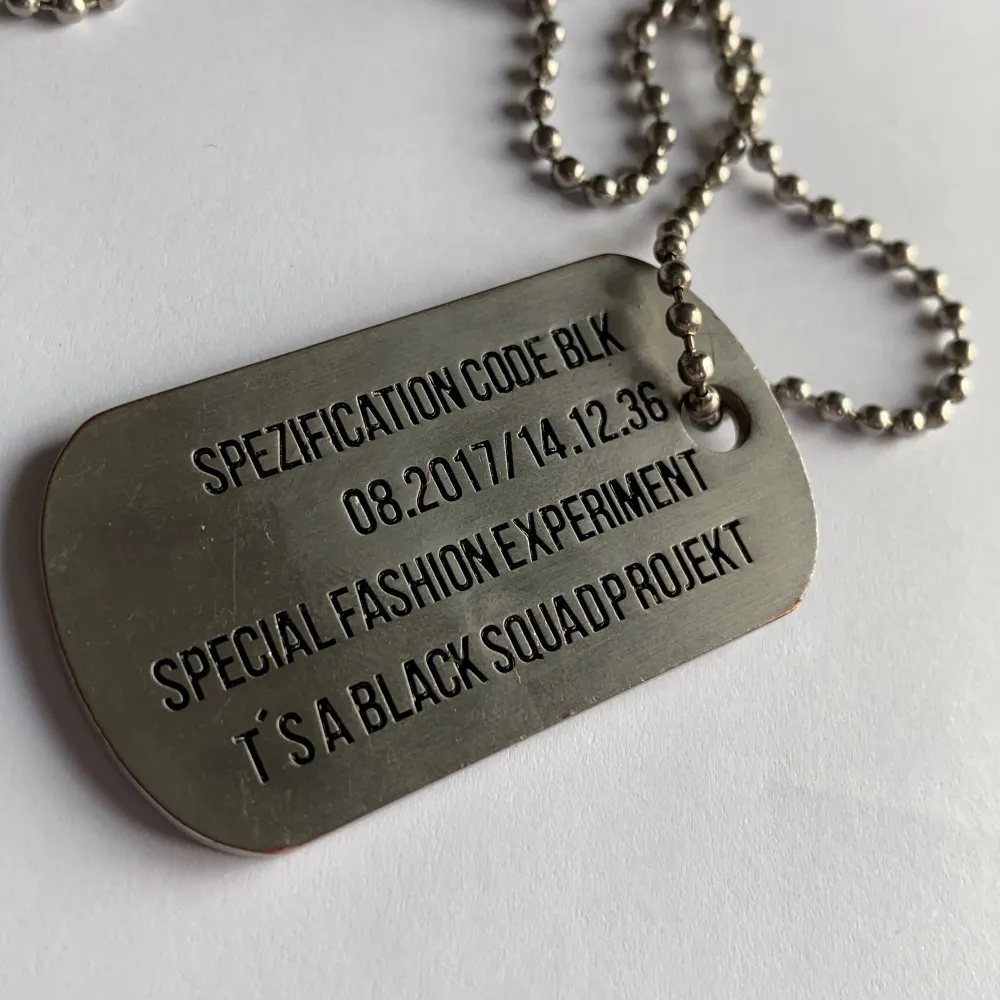 SPEZIFICATION CODE BLK
08.2017/14.12.36
SPECIAL FASHION EXPERIMENT
T´S A BLACK SQUADPROJEKT